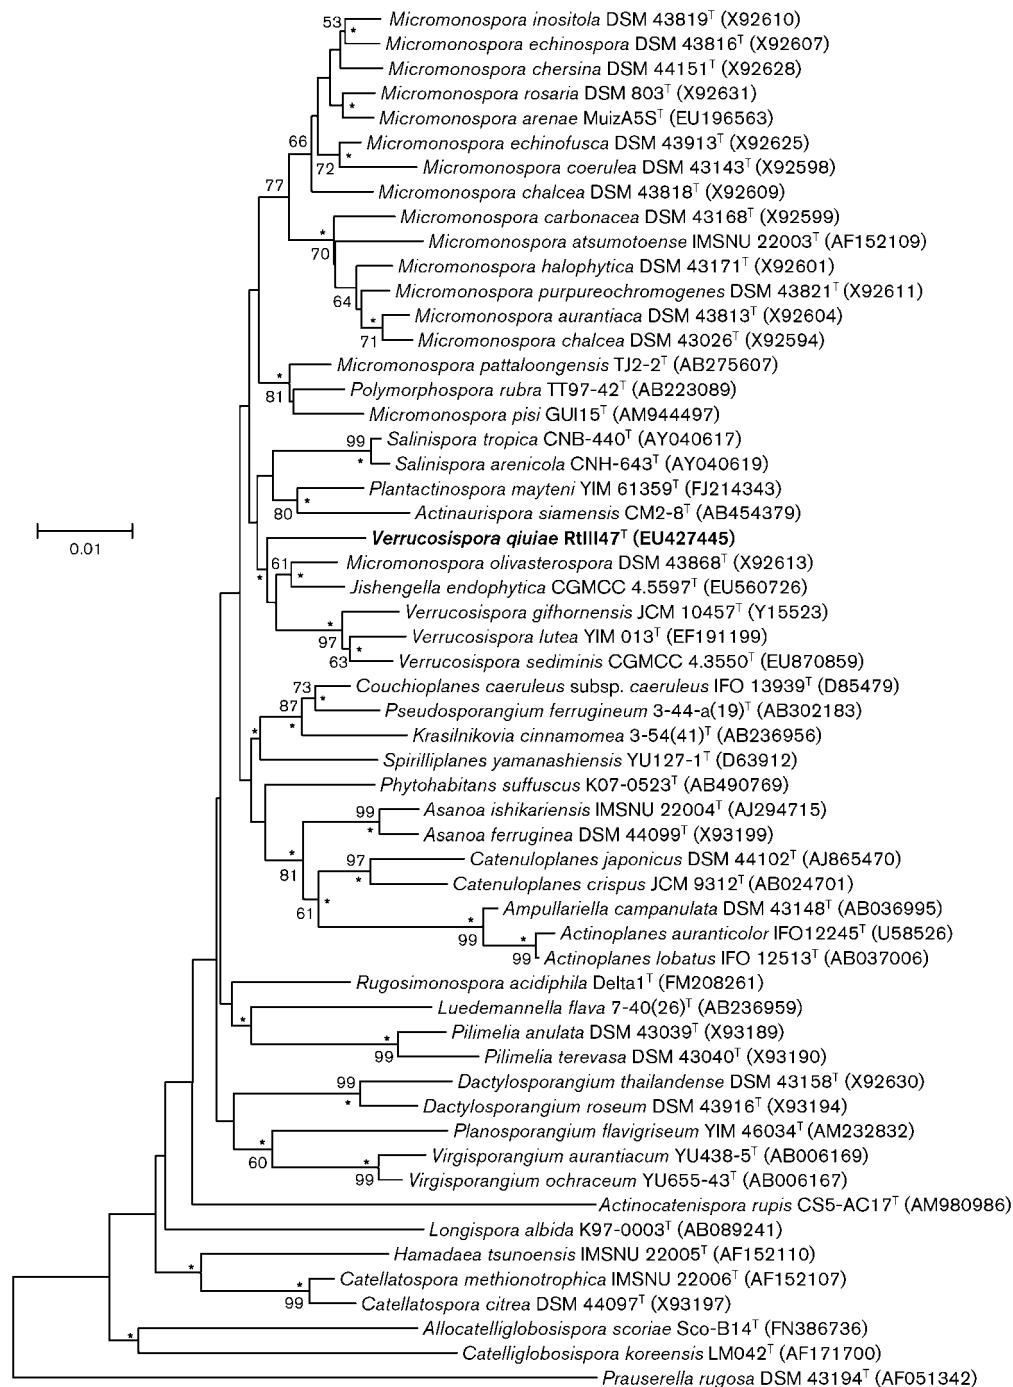 53 Micromonospora inositola DSM 43819T (X92610)
*
Micromonospora echinospora DSM 43816T (X92607)
Micromonospora chersina DSM 44151T (X92628)
Micromonospora rosaria DSM 803T (X92631)
*
Micromonospora arenae MuizA5ST (EU196563)
66 Micromonospora echinofusca DSM 43913T (X92625)
*
72 Micromonospora coerulea DSM 43143T (X92598)
77 Micromonospora chalcea DSM 43818T (X92609)
Micromonospora carbonacea DSM 43168T (X92599)
*
Micromonospora atsumotoense IMSNU 22003T (AF152109)
70
Micromonospora halophytica DSM 43171T (X92601)
Micromonospora purpureochromogenes DSM 43821T (X92611)
64
Micromonospora aurantiaca DSM 43813T (X92604)
*
71 Micromonospora chalcea DSM 43026T (X92594)
Micromonospora pattaloongensis TJ2-2T (AB275607)
*
81 Polymorphospora rubra TT97-42T (AB223089)
Micromonospora pisi GUI15T (AM944497)
99 Salinispora tropica CNB-440T (AY040617)
* Salinispora arenicola CNH-643T (AY040619)
Plantactinospora mayteni YIM 61359T (FJ214343)
*
80 Actinaurispora siamensis CM2-8T (AB454379)
Verrucosispora qiuiae RtIII47T (EU427445)
0.01
61 Micromonospora olivasterospora DSM 43868T (X92613)
* *
Jishengella endophytica CGMCC 4.5597T (EU560726)
Verrucosispora gifhornensis JCM 10457T (Y15523)
*
97 Verrucosispora lutea YIM 013T (EF191199)
*
63 Verrucosispora sediminis CGMCC 4.3550T (EU870859)
73 Couchioplanes caeruleus subsp. caeruleus IFO 13939T (D85479)
*
87 Pseudosporangium ferrugineum 3-44-a(19)T (AB302183)
* *
Krasilnikovia cinnamomea 3-54(41)T (AB236956)
Spirilliplanes yamanashiensis YU127-1T (D63912)
Phytohabitans suffuscus K07-0523T (AB490769)
99 Asanoa ishikariensis IMSNU 22004T (AJ294715)
* Asanoa ferruginea DSM 44099T (X93199)
*
97 Catenuloplanes japonicus DSM 44102T (AJ865470)
81
* Catenuloplanes crispus JCM 9312T (AB024701)
*
61 Ampullariella campanulata DSM 43148T (AB036995)
*
99 * Actinoplanes auranticolor IFO12245T (U58526)
99 Actinoplanes lobatus IFO 12513T (AB037006)
Rugosimonospora acidiphila Delta1T (FM208261)
Luedemannella flava 7-40(26)T (AB236959)
*
* Pilimelia anulata DSM 43039T (X93189)
99 Pilimelia terevasa DSM 43040T (X93190)
99 Dactylosporangium thailandense DSM 43158T (X92630)
* Dactylosporangium roseum DSM 43916T (X93194)
Planosporangium flavigriseum YIM 46034T (AM232832)
*
60 * Virgisporangium aurantiacum YU438-5T (AB006169)
99 Virgisporangium ochraceum YU655-43T (AB006167)
Actinocatenispora rupis CS5-AC17T (AM980986)
Longispora albida K97-0003T (AB089241)
Hamadaea tsunoensis IMSNU 22005T (AF152110)
*
* Catellatospora methionotrophica IMSNU 22006T (AF152107)
99 Catellatospora citrea DSM 44097T (X93197)
Allocatelliglobosispora scoriae Sco-B14T (FN386736)
*
Catelliglobosispora koreensis LM042T (AF171700)
Prauserella rugosa DSM 43194T (AF051342)